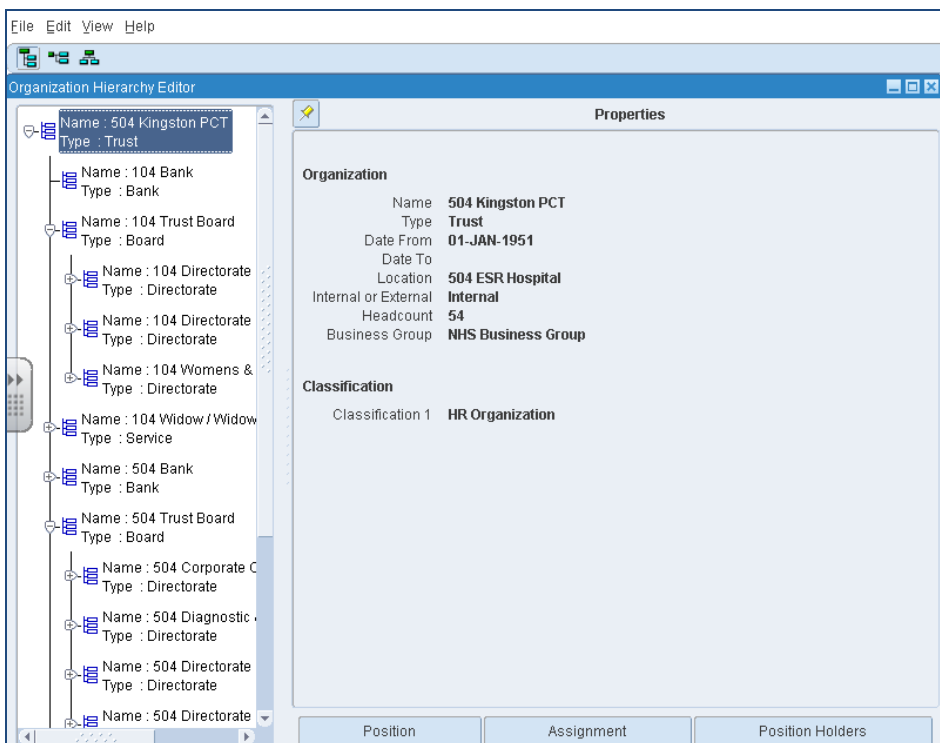 File Edit View Help
Organization Hierarchy Editor
Name : 504 Kingston PCT
Type : Trust
Name : 104 Bank
Type : Bank
Name : 104 Trust Board
Type : Board
Name : 104 Directorate
Type : Directorate
Name : 104 Directorate
Type : Directorate
Name : 104 Womens &
Type : Directorate
Name : 104 Widow / Widow
Type : Service
Name : 504 Bank
Type : Bank
Name : 504 Trust Board
Type : Board
Name : 504 Corporate
Type : Directorate
Name : 504 Diagnostic
Type : Directorate
Name : 504 Directorate
Type : Directorate
Name : 504 Directorate
Properties
Organization
Name 504 Kingston PCT
Type Trust
Date From 01-JAN-1951
Date To
Location 504 ESR Hospital
Internal or External Internal
Headcount 54
Business Group NHS Business Group
Classification
Classification 1 HR Organization
Position Assignment Position Holders